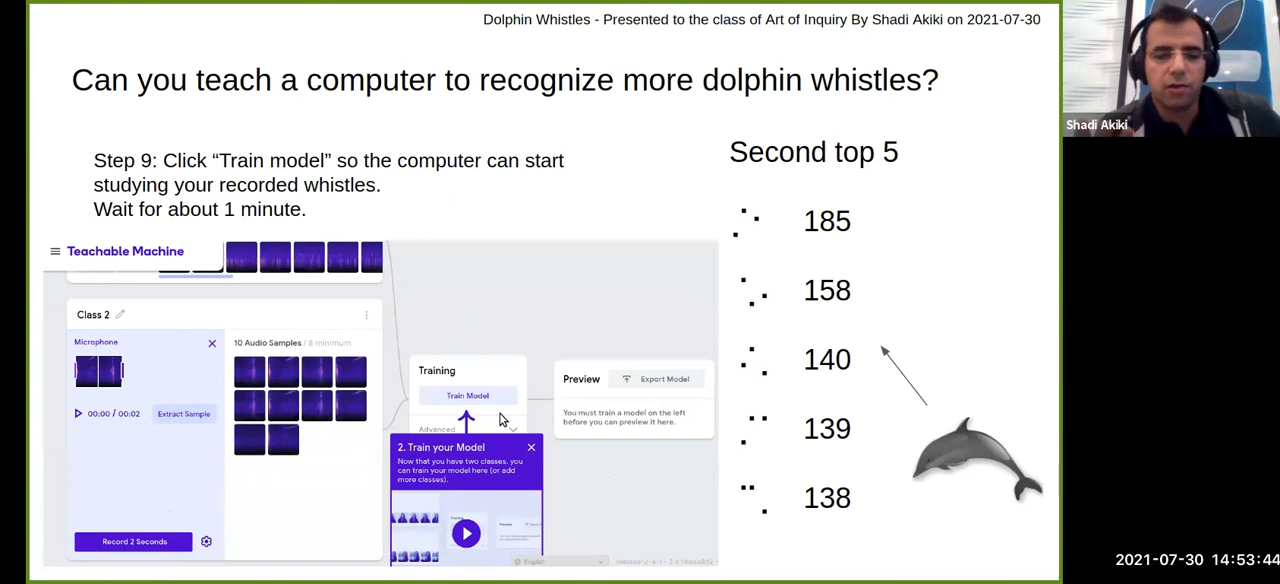 Dolphin Whistles - Presented to the class of Art of Inquiry By Shadi Akiki on 2021-07-30
Can you teach a computer to recognize more dolphin whistles?
Step 9: Click “Train model” so the computer can start
studying your recorded whistles.
Wait for about 1 minute.
Teachable Machine
Class 2
Microphone
00:00 / 00:02
Extract Sample
Record 2 Seconds
10 Audio Samples / 8 minimum
Training
Train Model
Advanced
2. Train your Model
Now that you have two classes, you
can train your model here (or add
more classes).
Preview
Export Model
You must train a model on the left
before you can preview it here.
English
Second top 5
185
158
140
139
138
Shadi Akiki
2021-07-30 14:53:44